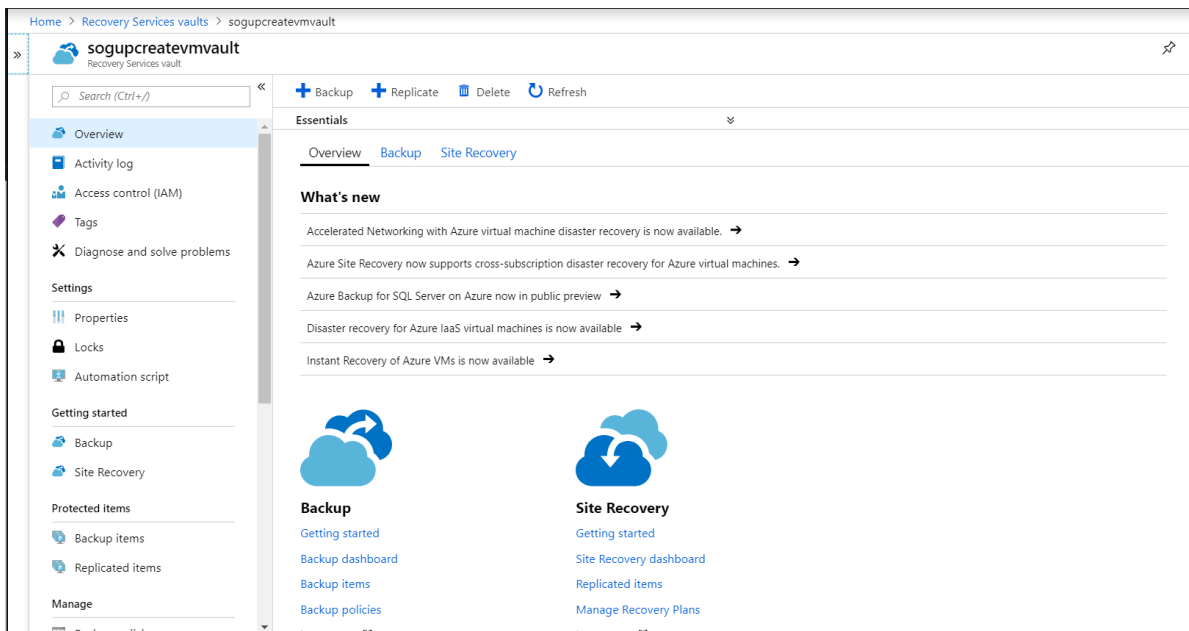 Home > Recovery Services vaults > sogupcreatevmvault
»
sogupcreatevmvault
Recovery Services vault
Search (Ctrl+/)
«
Overview
Activity log
Access control (IAM)
Tags
Diagnose and solve problems
Settings
Properties
Locks
Automation script
Getting started
Backup
Site Recovery
Protected items
Backup items
Replicated items
Manage
Backup Replicate Delete Refresh
Essentials
Overview Backup Site Recovery
What's new
Accelerated Networking with Azure virtual machine disaster recovery is now available. →
Azure Site Recovery now supports cross-subscription disaster recovery for Azure virtual machines. →
Azure Backup for SQL Server on Azure now in public preview →
Disaster recovery for Azure IaaS virtual machines is now available →
Instant Recovery of Azure VMs is now available →
Backup
Getting started
Backup dashboard
Backup items
Backup policies
Site Recovery
Getting started
Site Recovery dashboard
Replicated items
Manage Recovery Plans